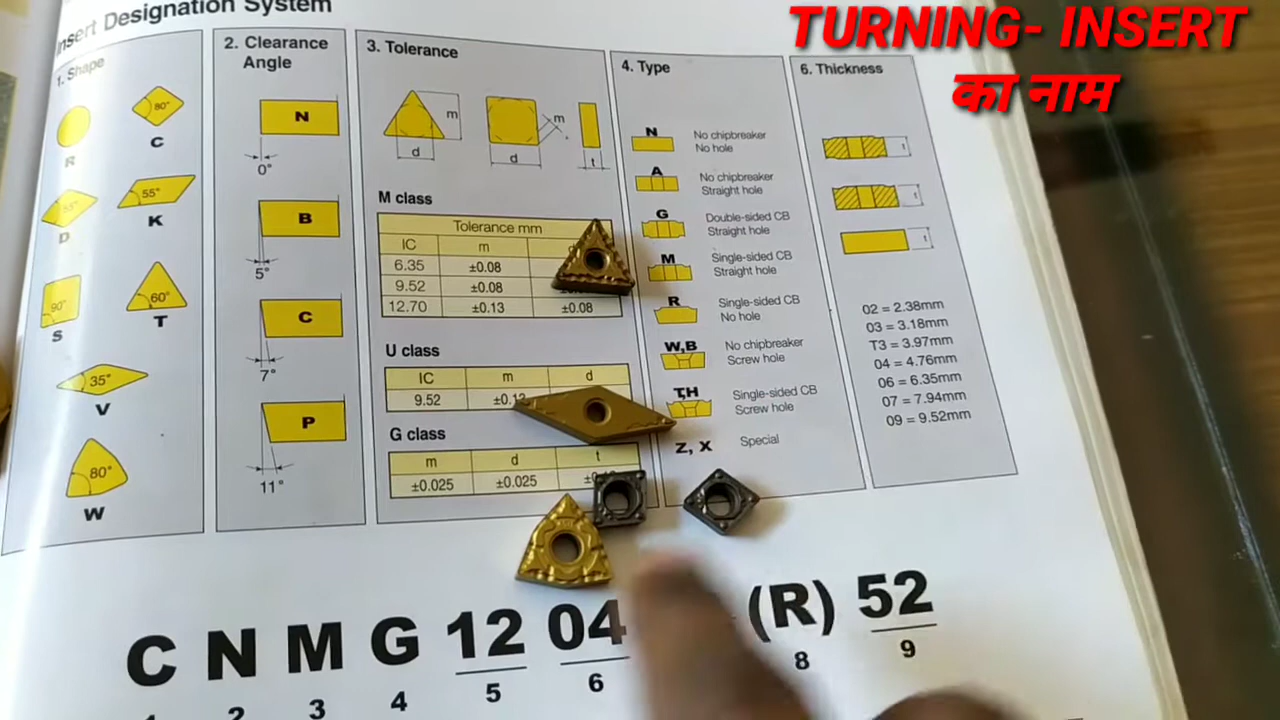 TURNING- INSERT
का नाम
Insert Designation System
1. Shape
R
80°
C
55°
D
55°
K
90°
S
60°
T
35°
V
80°
W
2. Clearance
Angle
N
0°
B
5°
C
7°
P
11°
3. Tolerance
m
d
m
d
t
M class
Tolerance mm
IC m
6.35 ±0.08
9.52 ±0.08
12.70 ±0.13 ±0.08
U class
IC m d
9.52
G class
m d t
±0.025 ±0.025
4. Type
N No chipbreaker
No hole
A No chipbreaker
Straight hole
G Double-sided CB
Straight hole
M Single-sided CB
Straight hole
R Single-sided CB
No hole
W,B No chipbreaker
Screw hole
T,H Single-sided CB
Screw hole
Z, X Special
6. Thickness
t
t
t
02 = 2.38mm
03 = 3.18mm
T3 = 3.97mm
04 = 4.76mm
06 = 6.35mm
07 = 7.94mm
09 = 9.52mm
C N M G 12 04 (R) 52
1 2 3 4 5 6 8 9